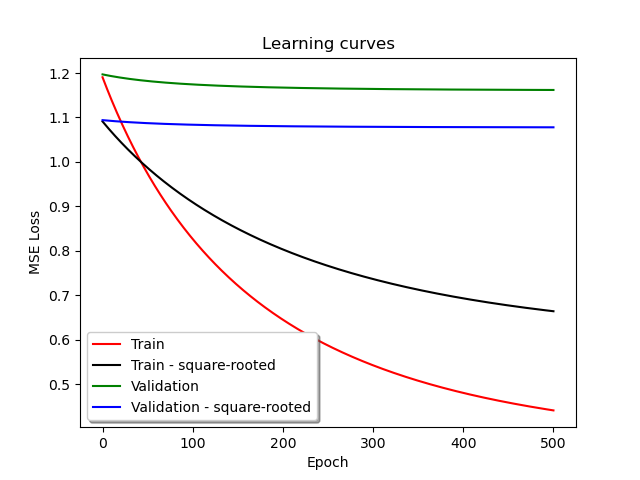 Learning curves
MSE Loss
1.2
1.1
1.0
0.9
0.8
0.7
0.6
0.5
Train
Train - square-rooted
Validation
Validation - square-rooted
0 100 200 300 400 500
Epoch